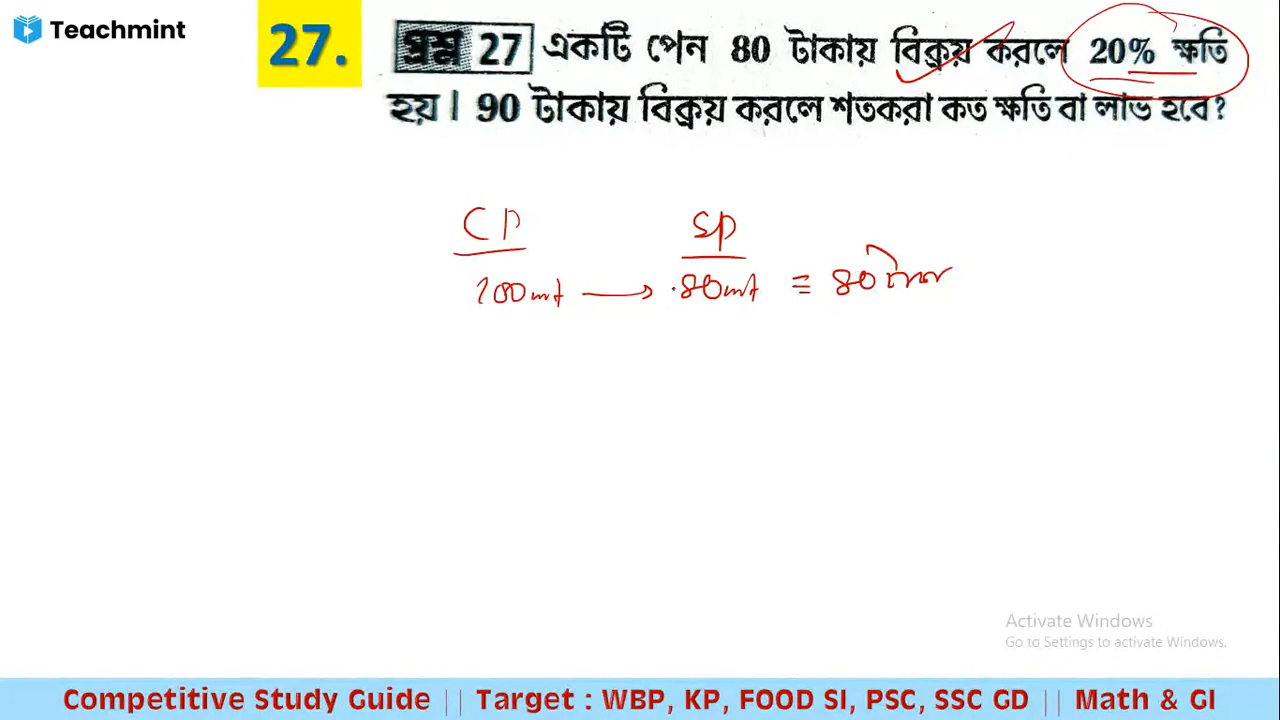 Teachmint
27.
প্রশ্ন 27 একটি পেন 80 টাকায় বিক্রয় করলে 20% ক্ষতি
হয়। 90 টাকায় বিক্রয় করলে শতকরা কত ক্ষতি বা লাভ হবে?
CP SP
100 → 80 = 80
Activate Windows
Go to Settings to activate Windows.
Competitive Study Guide || Target : WBP, KP, FOOD SI, PSC, SSC GD || Math & GI